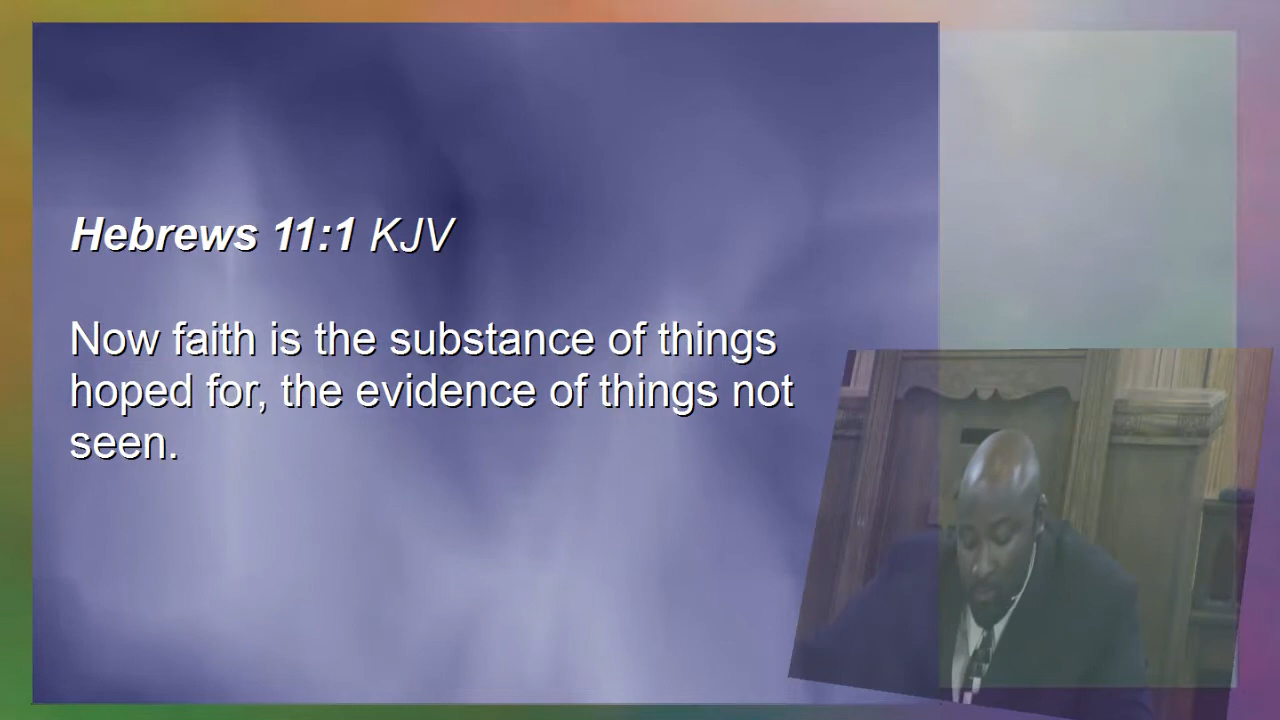 Hebrews 11:1 KJV
Now faith is the substance of things
hoped for, the evidence of things not
seen.